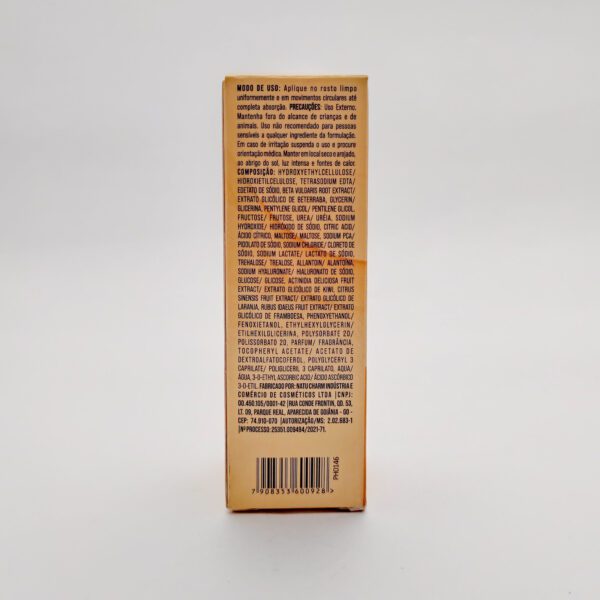 MODO DE USO: Aplique no rosto limpo
uniformemente e em movimentos circulares até
completa absorção. PRECAUÇÕES: Uso Externo.
Mantenha fora do alcance de crianças e de
animais. Uso não recomendado para pessoas
sensíveis a qualquer ingrediente da formulação.
Em caso de irritação suspenda o uso e procure
orientação médica. Manter em local seco e arejado,
ao abrigo do sol, luz intensa e fontes de calor.
COMPOSIÇÃO: HYDROXYETHYLCELLULOSE/
HIDROXIETILCELULOSE, TETRASODIUM EDTA/
EDETATO DE SÓDIO, BETA VULGARIS ROOT EXTRACT/
EXTRATO GLICÓLICO DE BETERRABA, GLYCERIN/
GLICERINA, PENTYLENE GLICOL/ PENTILENE GLICOL,
FRUCTOSE/ FRUTOSE, UREA/ URÉIA, SODIUM
HYDROXIDE/ HIDRÓXIDO DE SÓDIO, CITRIC ACID/
ÁCIDO CÍTRICO, MALTOSE/ MALTOSE, SODIUM PCA/
PIDOLATO DE SÓDIO, SODIUM CHLORIDE/ CLORETO DE
SÓDIO, SODIUM LACTATE/ LACTATO DE SÓDIO,
TREHALOSE/ TREALOSE, ALLANTOIN/ ALANTOÍNA,
SODIUM HYALURONATE/ HIALURONATO DE SÓDIO,
GLUCOSE/ GLICOSE, ACTINIDIA DELICIOSA FRUIT
EXTRACT/ EXTRATO GLICÓLICO DE KIWI, CITRUS
SINENSIS FRUIT EXTRACT/ EXTRATO GLICÓLICO DE
LARANJA, RUBUS IDAEUS FRUIT EXTRACT/ EXTRATO
GLICÓLICO DE FRAMBOESA, PHENOXYETHANOL/
FENOXIETANOL, ETHYLHEXYLGLYCERIN/
ETILHEXILGLICERINA, POLYSORBATE 20/
POLISSORBATO 20, PARFUM/ FRAGRÂNCIA,
TOCOPHERYL ACETATE/ ACETATO DE
DEXTROALFATOCOFEROL, POLYGLYCERYL 3
CAPRILATE/ POLIGLICERIL 3 CAPRILATO, AQUA/
ÁGUA, 3-O-ETHYL ASCORBIC ACID/ ÁCIDO ASCÓRBICO
3-O-ETIL. FABRICADO POR: NATU CHARM INDÚSTRIA E
COMÉRCIO DE COSMÉTICOS LTDA | CNPJ:
00.450.105/0001-42 |RUA CONDE FRONTIN, QD. 53,
LT. 09, PARQUE REAL, APARECIDA DE GOIÂNIA - GO -
CEP: 74.910-070 |AUTORIZAÇÃO/MS: 2.02.683-1
|Nº PROCESSO: 25351.009494/2021-71.
PH0146
7 908353 600928 >